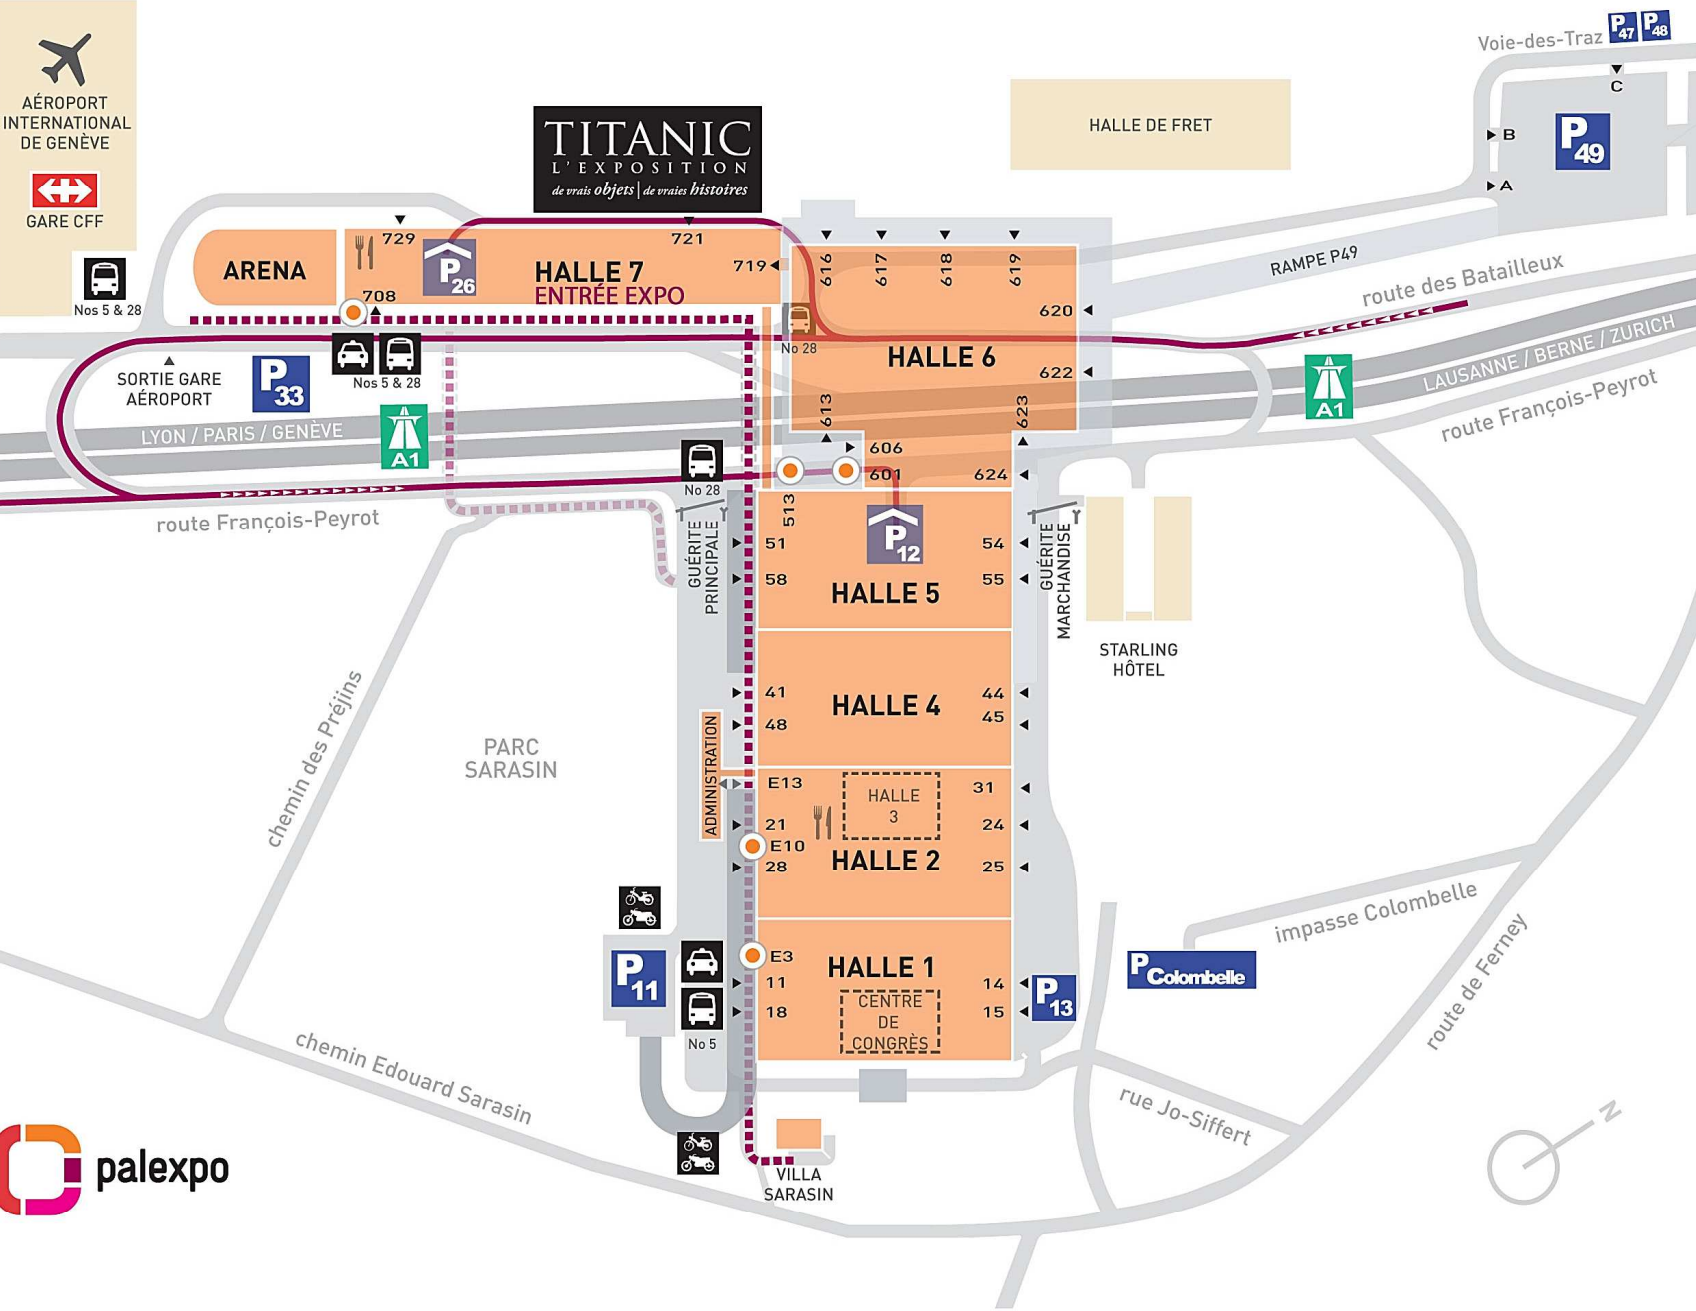 Voie-des-Traz
P47
P48
C
B
P49
A
AÉROPORT
INTERNATIONAL
DE GENÈVE
GARE CFF
Nos 5 & 28
TITANIC
L'EXPOSITION
de vrais objets | de vraies histoires
HALLE DE FRET
RAMPE P49
route des Batailleux
ARENA
729
P26
721
HALLE 7
ENTRÉE EXPO
719
708
616
617
618
619
620
No 28
HALLE 6
622
613
623
606
601
624
SORTIE GARE
AÉROPORT
P33
Nos 5 & 28
LYON / PARIS / GENÈVE
A1
A1
LAUSANNE / BERNE / ZURICH
route François-Peyrot
No 28
route François-Peyrot
GUÉRITE
PRINCIPALE
513
P12
51
54
58
55
HALLE 5
GUÉRITE
MARCHANDISE
STARLING
HÔTEL
chemin des Préjins
PARC
SARASIN
41
44
HALLE 4
48
45
ADMINISTRATION
E13
HALLE
3
31
21
24
E10
HALLE 2
28
25
E3
HALLE 1
11
14
18
15
CENTRE
DE
CONGRÈS
P11
No 5
P13
P Colombelle
impasse Colombelle
route de Ferney
rue Jo-Siffert
chemin Edouard Sarasin
VILLA
SARASIN
palexpo
N